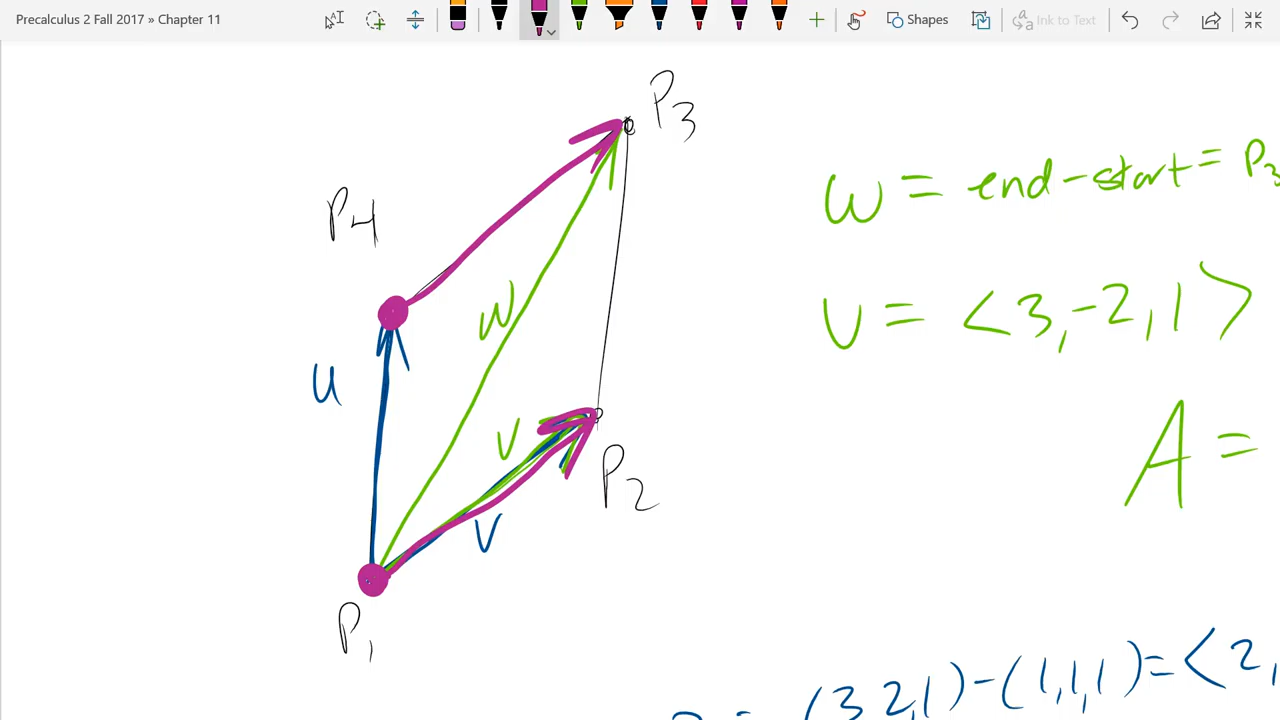 Precalculus 2 Fall 2017 » Chapter 11
Shapes
Ink to Text
P3
P4
w = end-start = P3
w
v = <3,-2,1>
u
v
A =
P2
v
P1
(3 2,1) - (1,1,1) = <2,